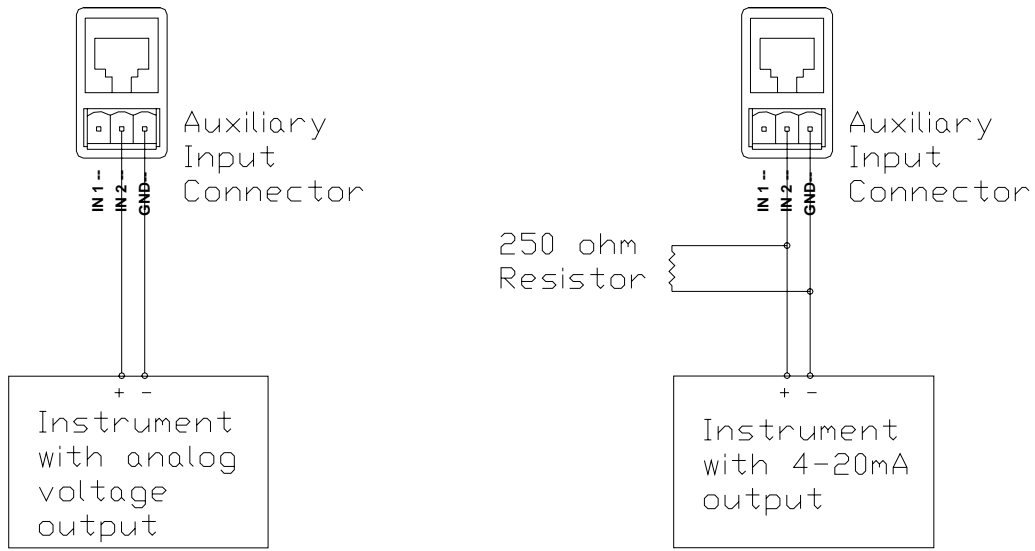 Auxiliary
Input
Connector
IN 1 --
IN 2 --
GND--
+ -
Instrument
with analog
voltage
output
Auxiliary
Input
Connector
IN 1 --
IN 2 --
GND--
250 ohm
Resistor
+ -
Instrument
with 4-20mA
output